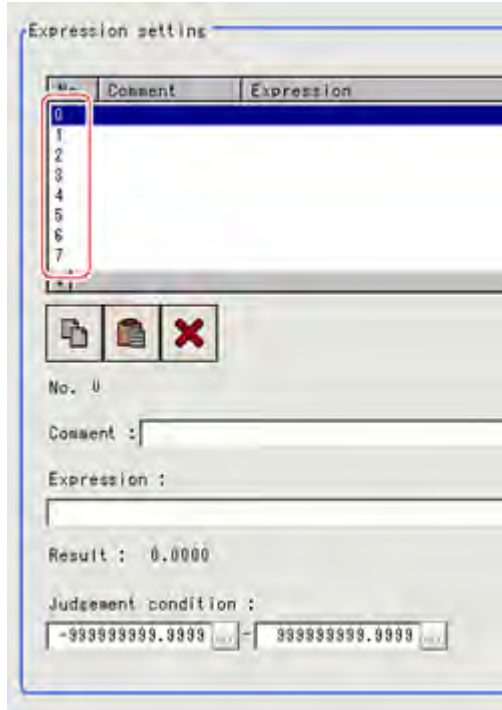 Expression setting
No. Comment Expression
0
1
2
3
4
5
6
7
No. 0
Comment :
Expression :
Result : 0.0000
Judgement condition :
-999999999.9999 ... - 999999999.9999 ...